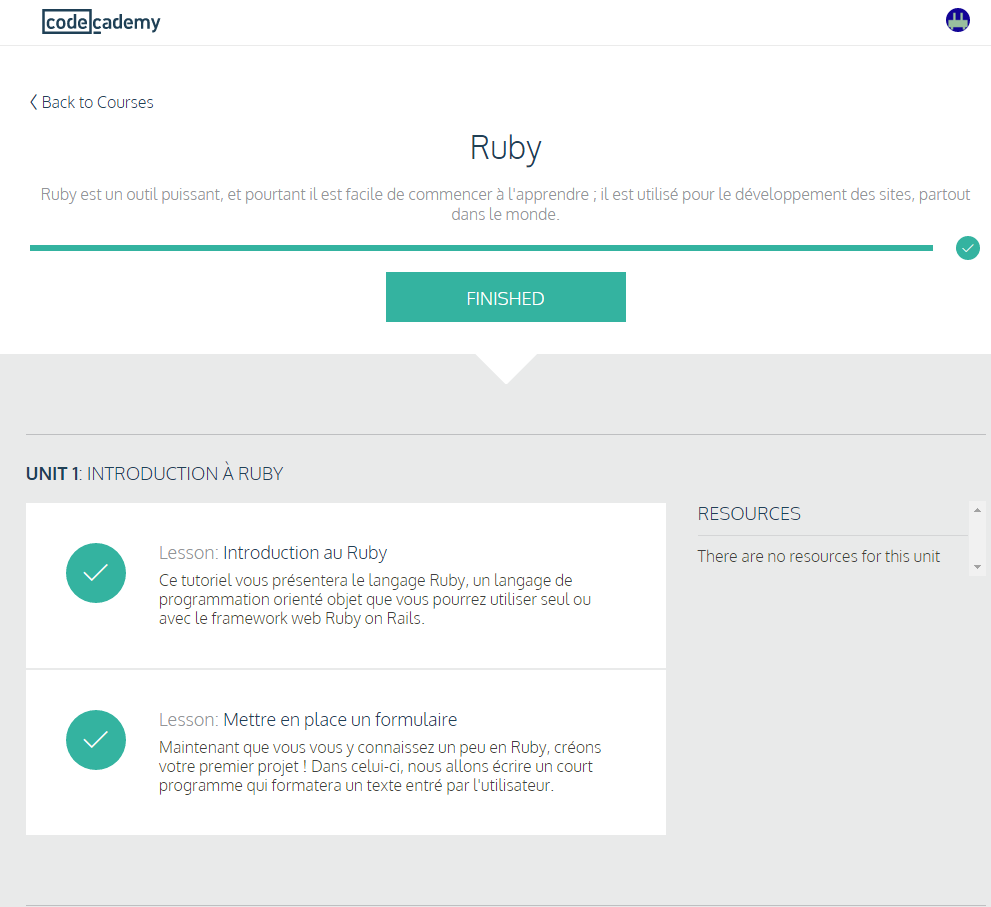 codecademy
Back to Courses
Ruby
Ruby est un outil puissant, et pourtant il est facile de commencer à l'apprendre ; il est utilisé pour le développement des sites, partout
dans le monde.
FINISHED
UNIT 1: INTRODUCTION À RUBY
Lesson: Introduction au Ruby
Ce tutoriel vous présentera le langage Ruby, un langage de
programmation orienté objet que vous pourrez utiliser seul ou
avec le framework web Ruby on Rails.
RESOURCES
There are no resources for this unit
Lesson: Mettre en place un formulaire
Maintenant que vous vous y connaissez un peu en Ruby, créons
votre premier projet ! Dans celui-ci, nous allons écrire un court
programme qui formatera un texte entré par l'utilisateur.